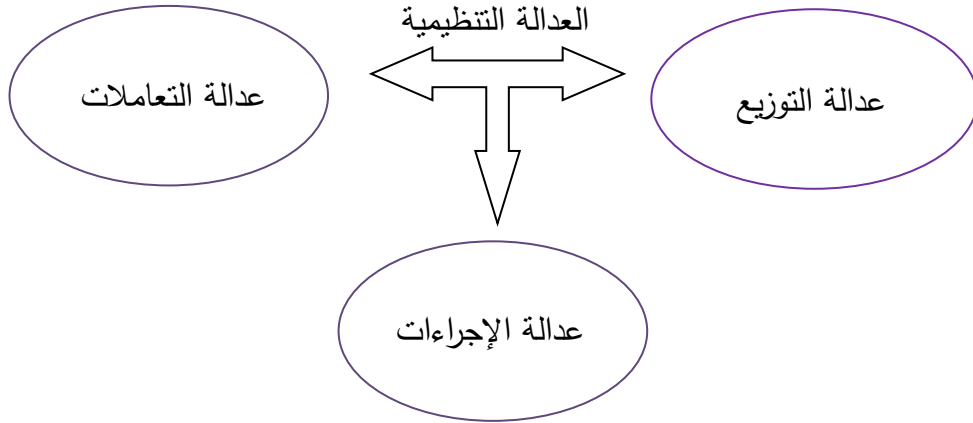 العدالة التنظيمية
عدالة التوزيع
عدالة التعاملات
عدالة الإجراءات